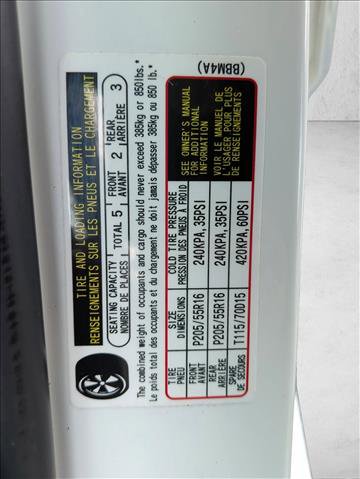 TIRE AND LOADING INFORMATION
RENSEIGNEMENTS SUR LES PNEUS ET LE CHARGEMENT
SEATING CAPACITY TOTAL 5 FRONT 2 REAR 3
NOMBRE DE PLACES AVANT ARRIÈRE
The combined weight of occupants and cargo should never exceed 385kg or 850lbs.*
Le poids total des occupants et du chargement ne doit jamais dépasser 385kg ou 850 lb.*
TIRE SIZE COLD TIRE PRESSURE SEE OWNER'S MANUAL
PNEU DIMENSIONS PRESSION DES PNEUS A FROID FOR ADDITIONAL
INFORMATION
FRONT P205/55R16 240KPA,35PSI
AVANT
REAR P205/55R16 240KPA,35PSI VOIR LE MANUEL DE
ARRIÈRE L'USAGER POUR PLUS
SPARE T115/70D15 420KPA,60PSI DE RENSEIGNEMENTS
DE SECOURS
(BBM4A)